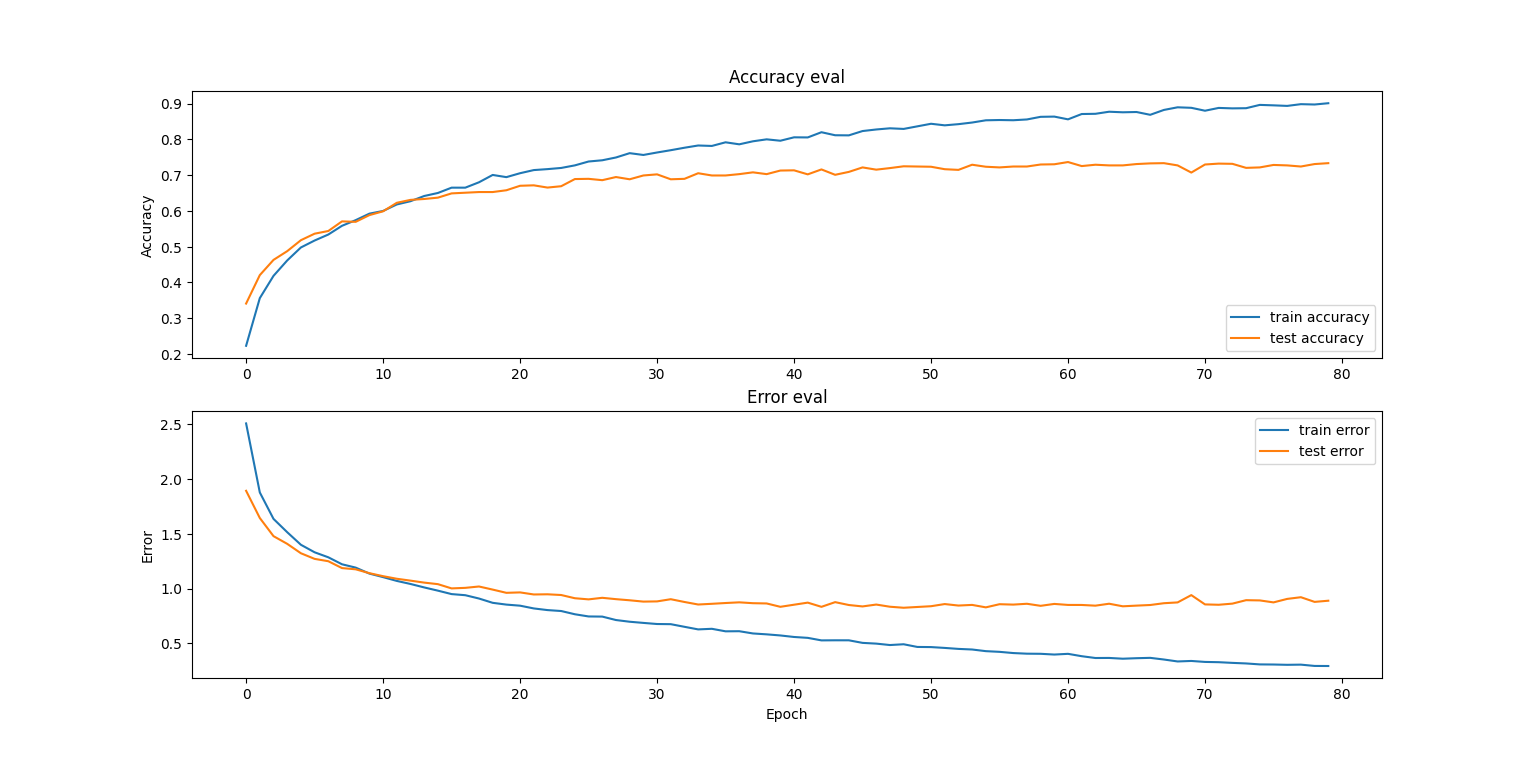 Accuracy eval
0.9
0.8
0.7
0.6
0.5
0.4
0.3
0.2
Accuracy
train accuracy
test accuracy
0 10 20 30 40 50 60 70 80
Error eval
2.5
2.0
1.5
1.0
0.5
Error
train error
test error
0 10 20 30 40 50 60 70 80
Epoch